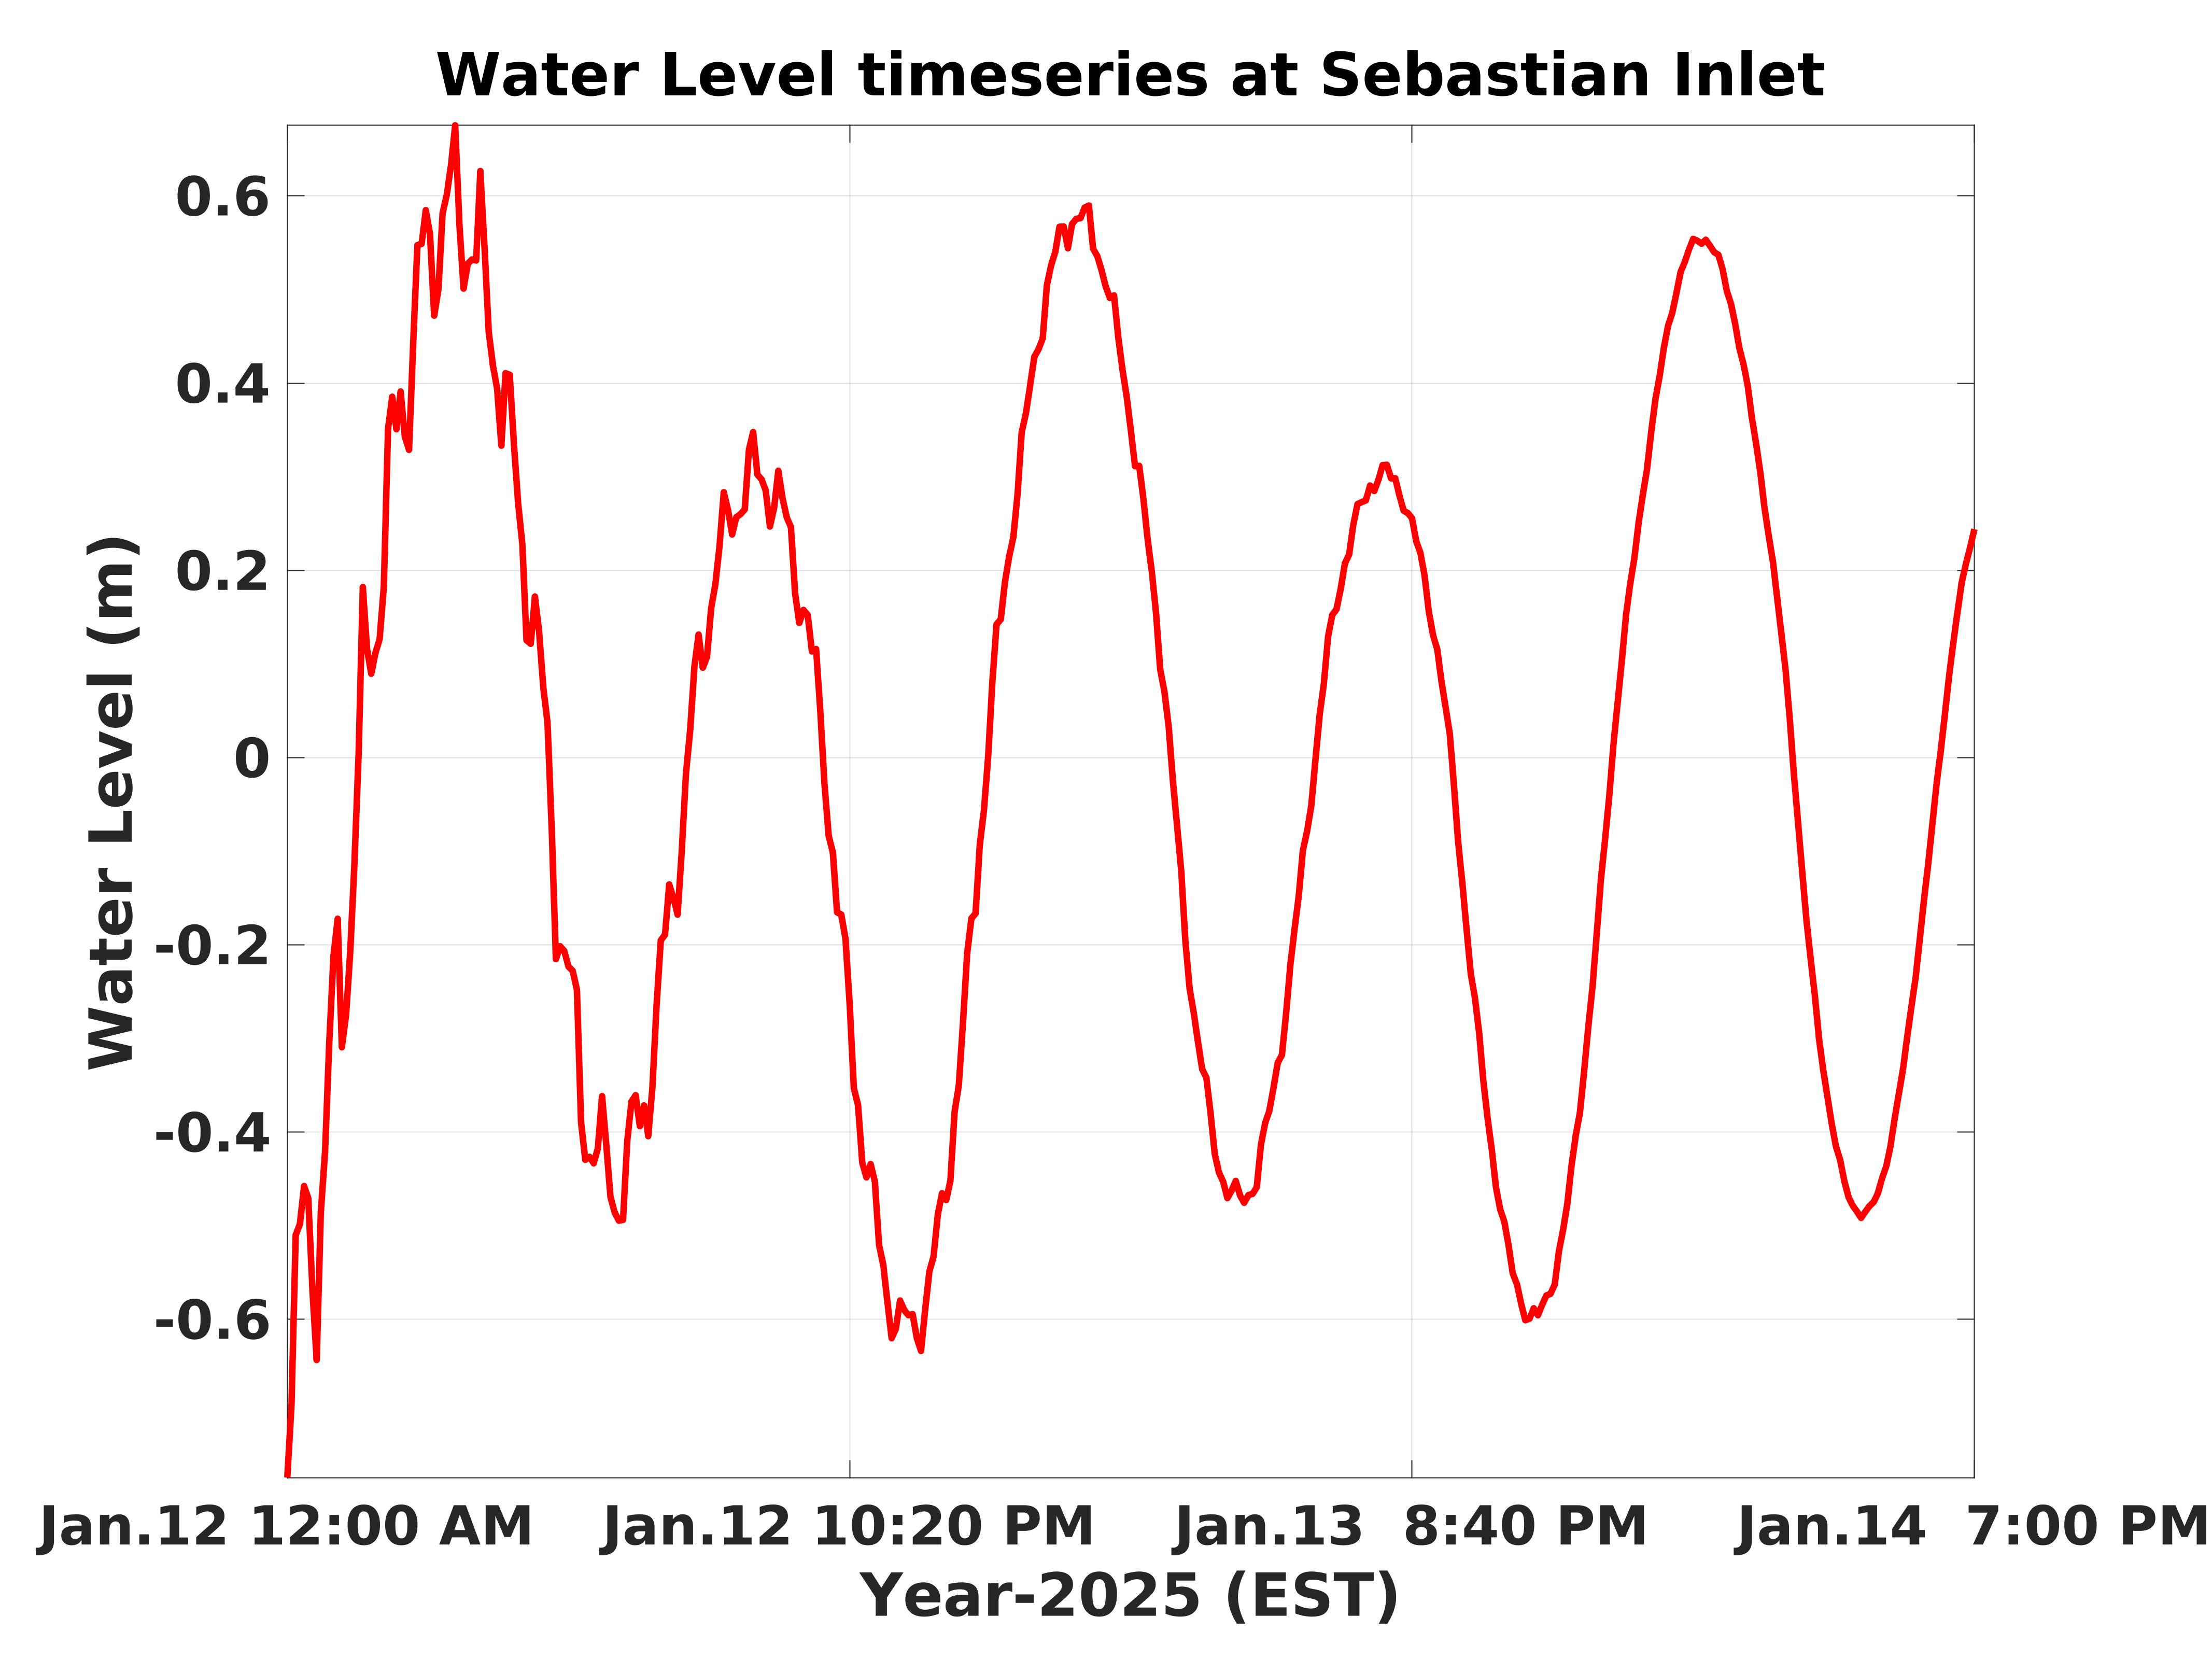 Water Level timeseries at Sebastian Inlet
Water Level (m)
0.6
0.4
0.2
0
-0.2
-0.4
-0.6
Jan.12 12:00 AM
Jan.12 10:20 PM
Jan.13 8:40 PM
Jan.14 7:00 PM
Year-2025 (EST)